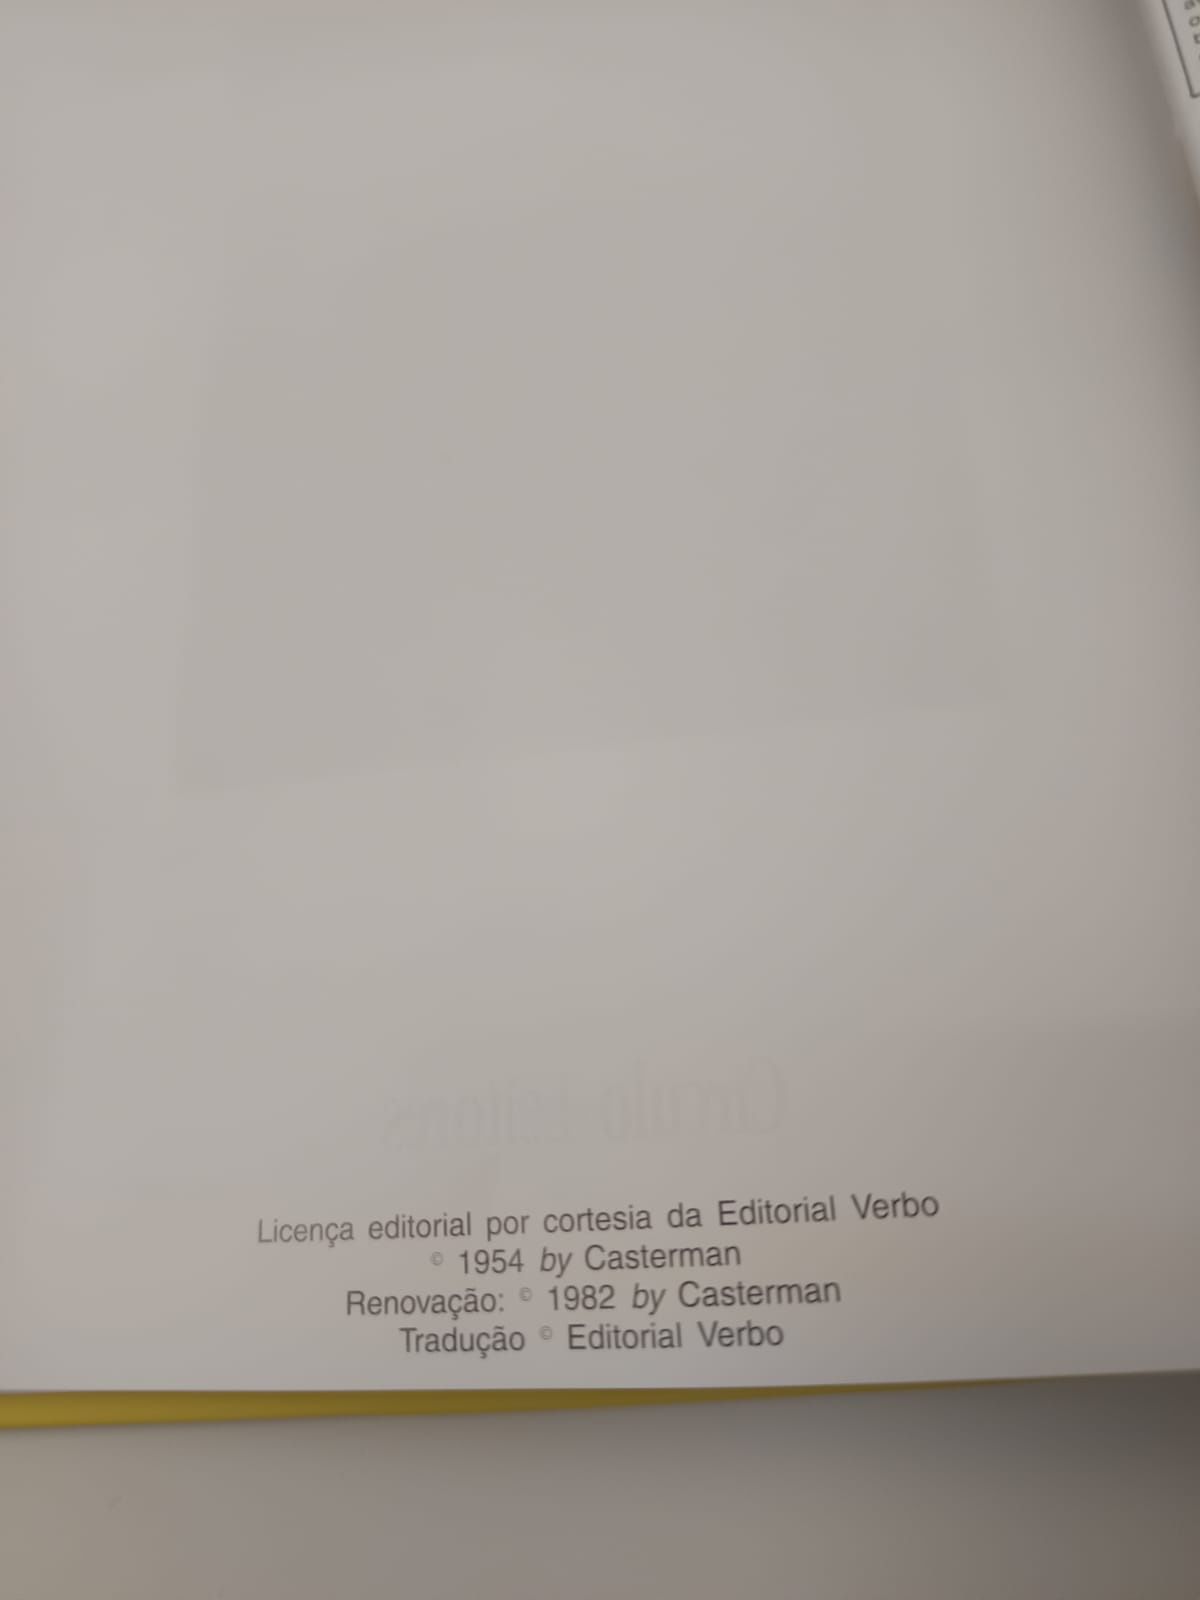 Licença editorial por cortesia da Editorial Verbo
© 1954 by Casterman
Renovação: © 1982 by Casterman
Tradução © Editorial Verbo